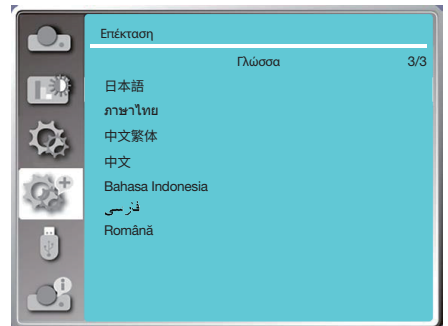 Επέκταση
Γλώσσα 3/3
日本語
ภาษาไทย
中文繁体
中文
Bahasa Indonesia
فارسی
Română